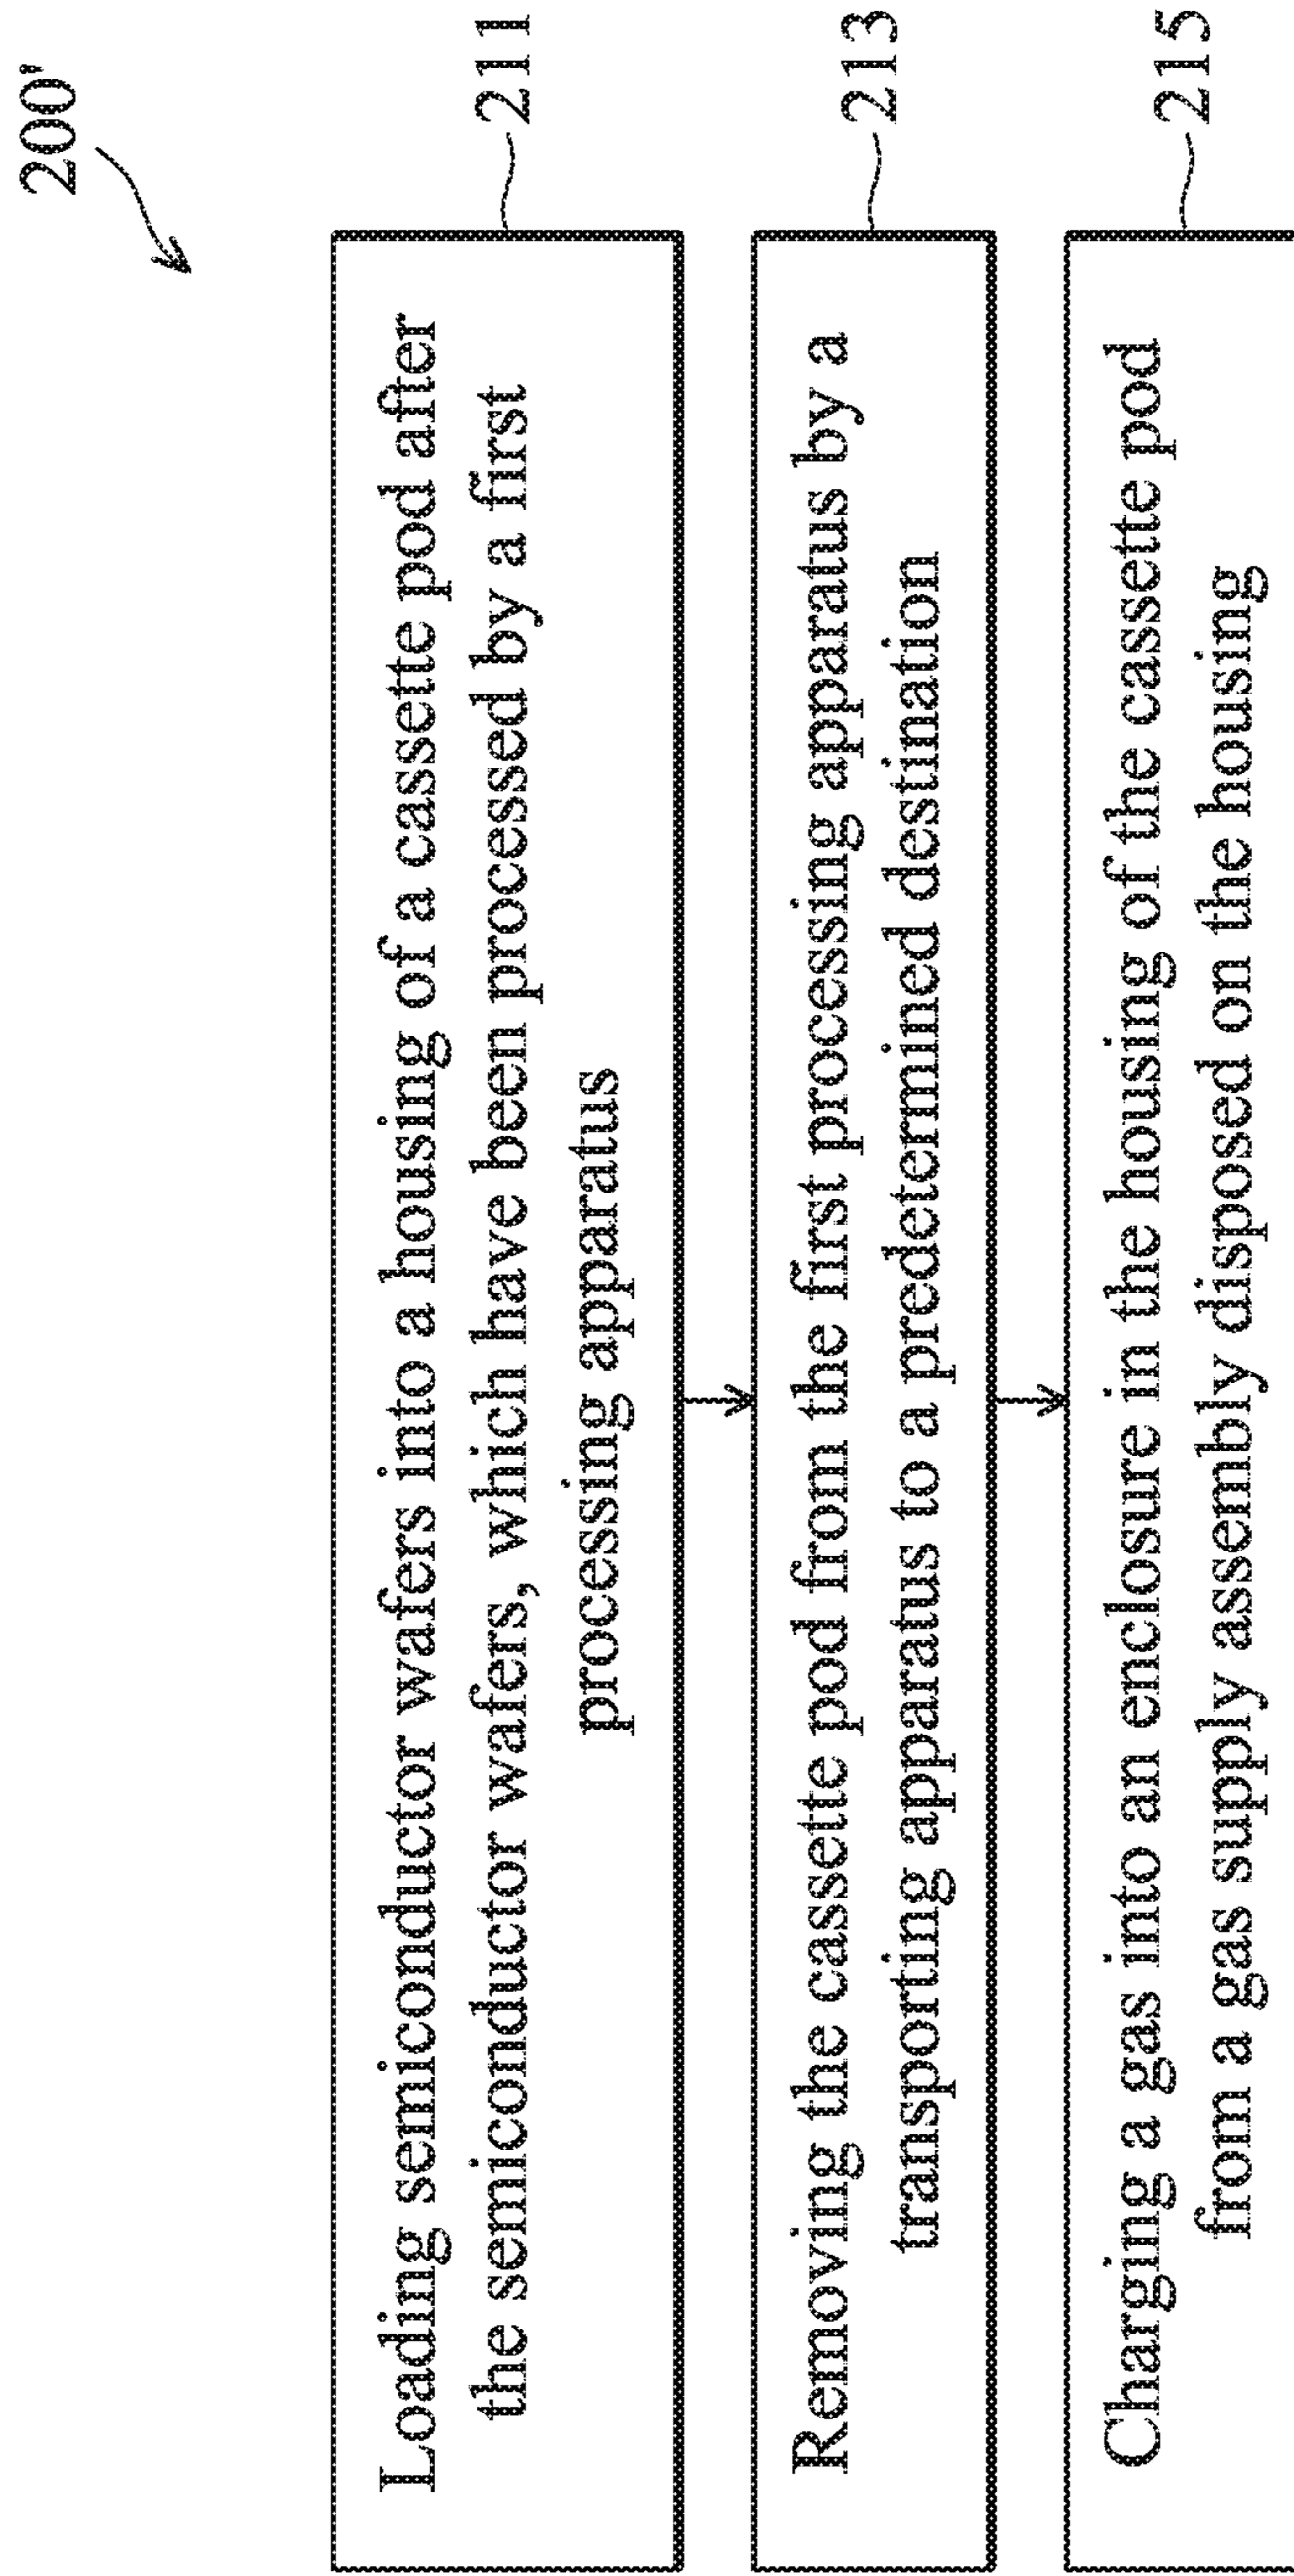 200'
Loading semiconductor wafers into a housing of a cassette pod after
the semiconductor wafers, which have been processed by a first
processing apparatus
211
Removing the cassette pod from the first processing apparatus by a
transporting apparatus to a predetermined destination
213
Charging a gas into an enclosure in the housing of the cassette pod
from a gas supply assembly disposed on the housing
215